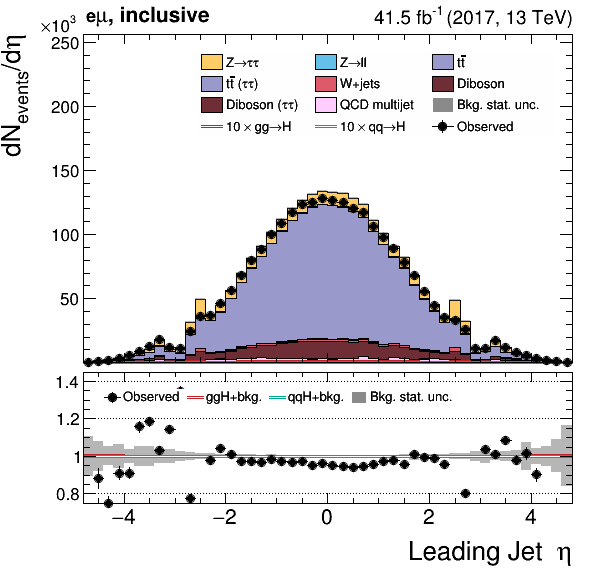 ×10³ eμ, inclusive 41.5 fb⁻¹ (2017, 13 TeV)
dN_events/dη
250
200
150
100
50
Z→ττ Z→ll tt̄
tt̄ (ττ) W+jets Diboson
Diboson (ττ) QCD multijet Bkg. stat. unc.
10 × gg→H 10 × qq→H Observed
1.4
1.2
1
0.8
Observed ggH+bkg. qqH+bkg. Bkg. stat. unc.
−4 −2 0 2 4
Leading Jet η